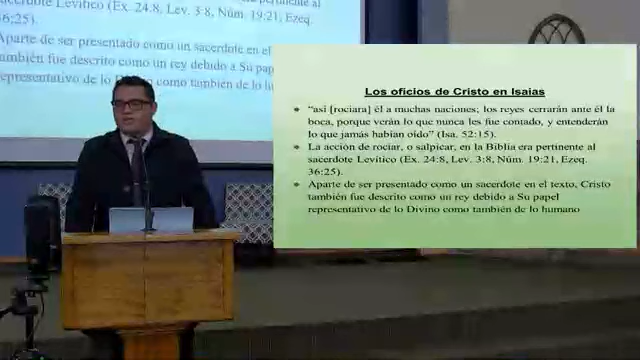 sacerdote Levítico (Ex. 24:8, Lev. 3:8, Núm. 19:21, Ezeq.
36:25).
Aparte de ser presentado como un sacerdote en el
también fue descrito como un rey debido a Su pape
representativo de lo Divino como también de lo hum
Los oficios de Cristo en Isaias
• “así [rociara] él a muchas naciones; los reyes cerrarán ante él la
boca, porque verán lo que nunca les fue contado, y entenderán
lo que jamás habían oído” (Isa. 52:15).
• La acción de rociar, o salpicar, en la Biblia era pertinente al
sacerdote Levítico (Ex. 24:8, Lev. 3:8, Núm. 19:21, Ezeq.
36:25).
• Aparte de ser presentado como un sacerdote en el texto, Cristo
también fue descrito como un rey debido a Su papel
representativo de lo Divino como también de lo humano